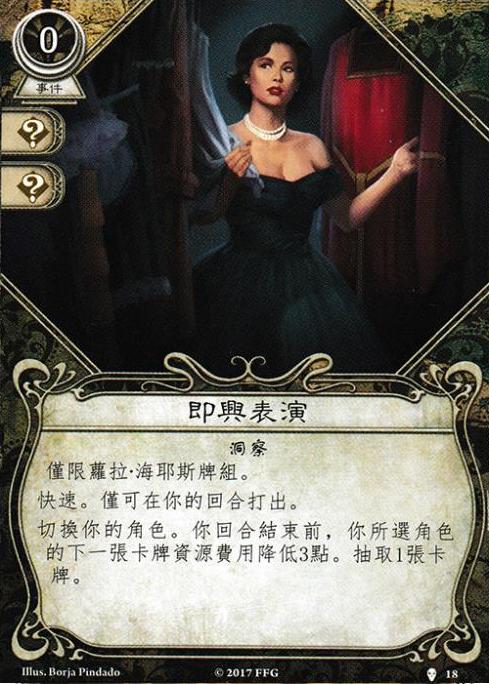 0
事件
即興表演
洞察
僅限蘿拉·海耶斯牌組。
快速。僅可在你的回合打出。
切換你的角色。你回合結束前，你所選角色
的下一張卡牌資源費用降低3點。抽取1張卡
牌。
Illus. Borja Pindado
© 2017 FFG
18